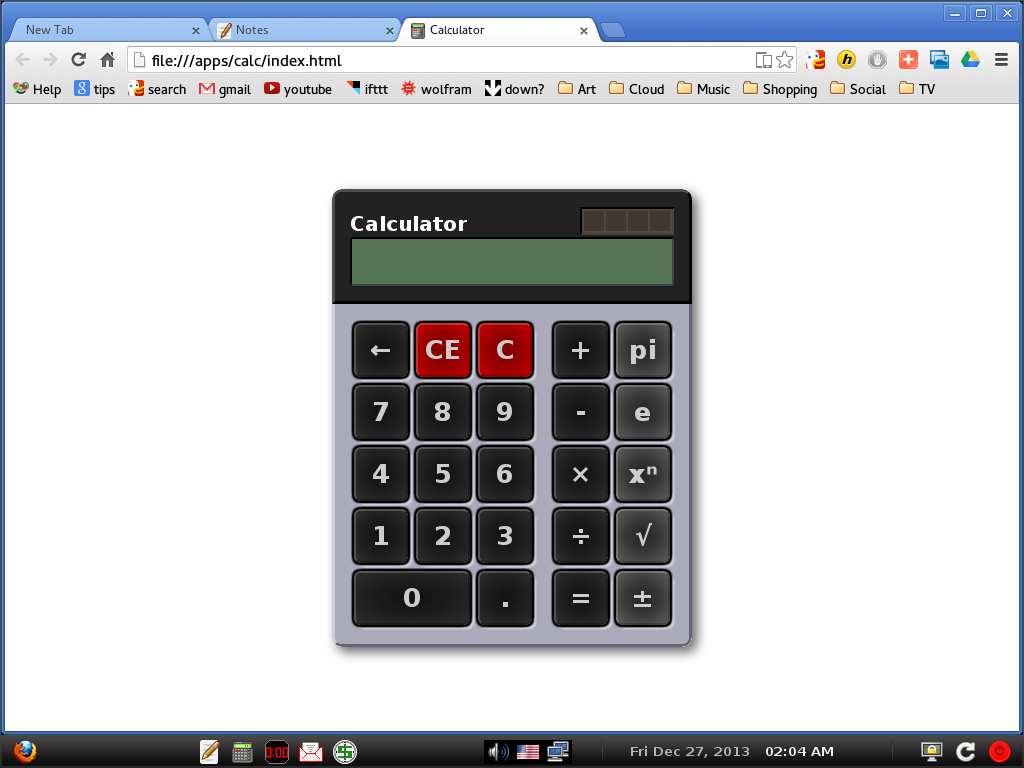 New Tab Notes Calculator
file:///apps/calc/index.html
Help tips search gmail youtube ifttt wolfram down? Art Cloud Music Shopping Social TV
Calculator
← CE C + pi
7 8 9 - e
4 5 6 × xⁿ
1 2 3 ÷ √
0 . = ±
0:00 Fri Dec 27, 2013 02:04 AM